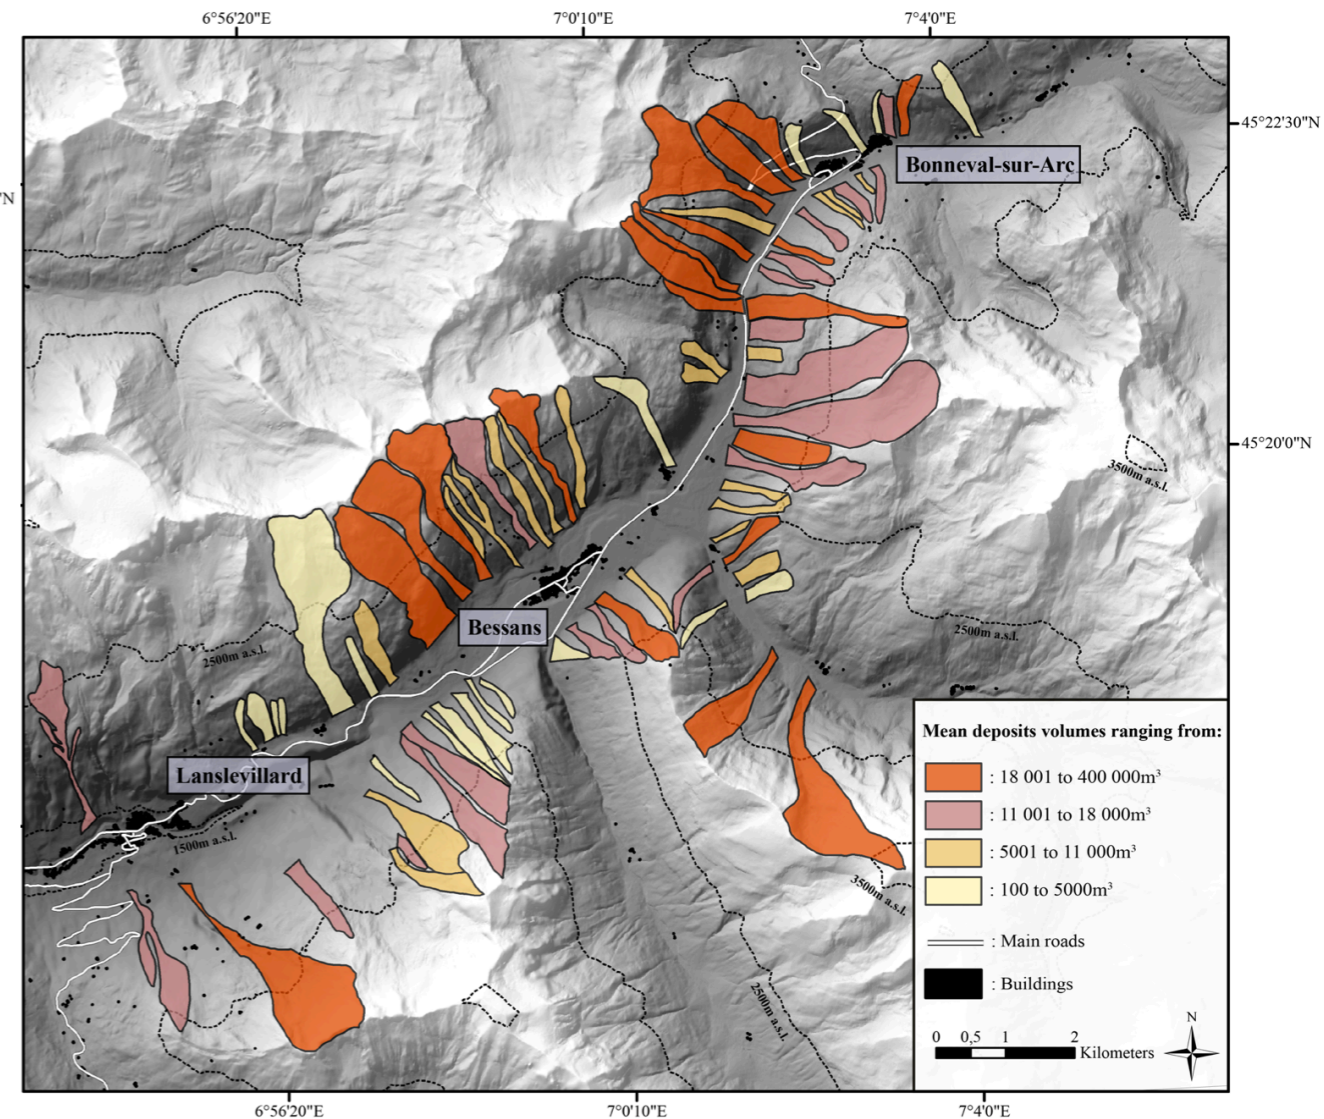 6°56'20"E
7°0'10"E
7°4'0"E
45°22'30"N
"N
Bonneval-sur-Arc
45°20'0"N
3500m a.s.l.
2500m a.s.l.
Bessans
2500m a.s.l.
Lanslevillard
1500m a.s.l.
3500m a.s.l.
2500m a.s.l.
Mean deposits volumes ranging from:
: 18 001 to 400 000m³
: 11 001 to 18 000m³
: 5001 to 11 000m³
: 100 to 5000m³
: Main roads
: Buildings
N
0 0,5 1 2
Kilometers
6°56'20"E
7°0'10"E
7°4'0"E